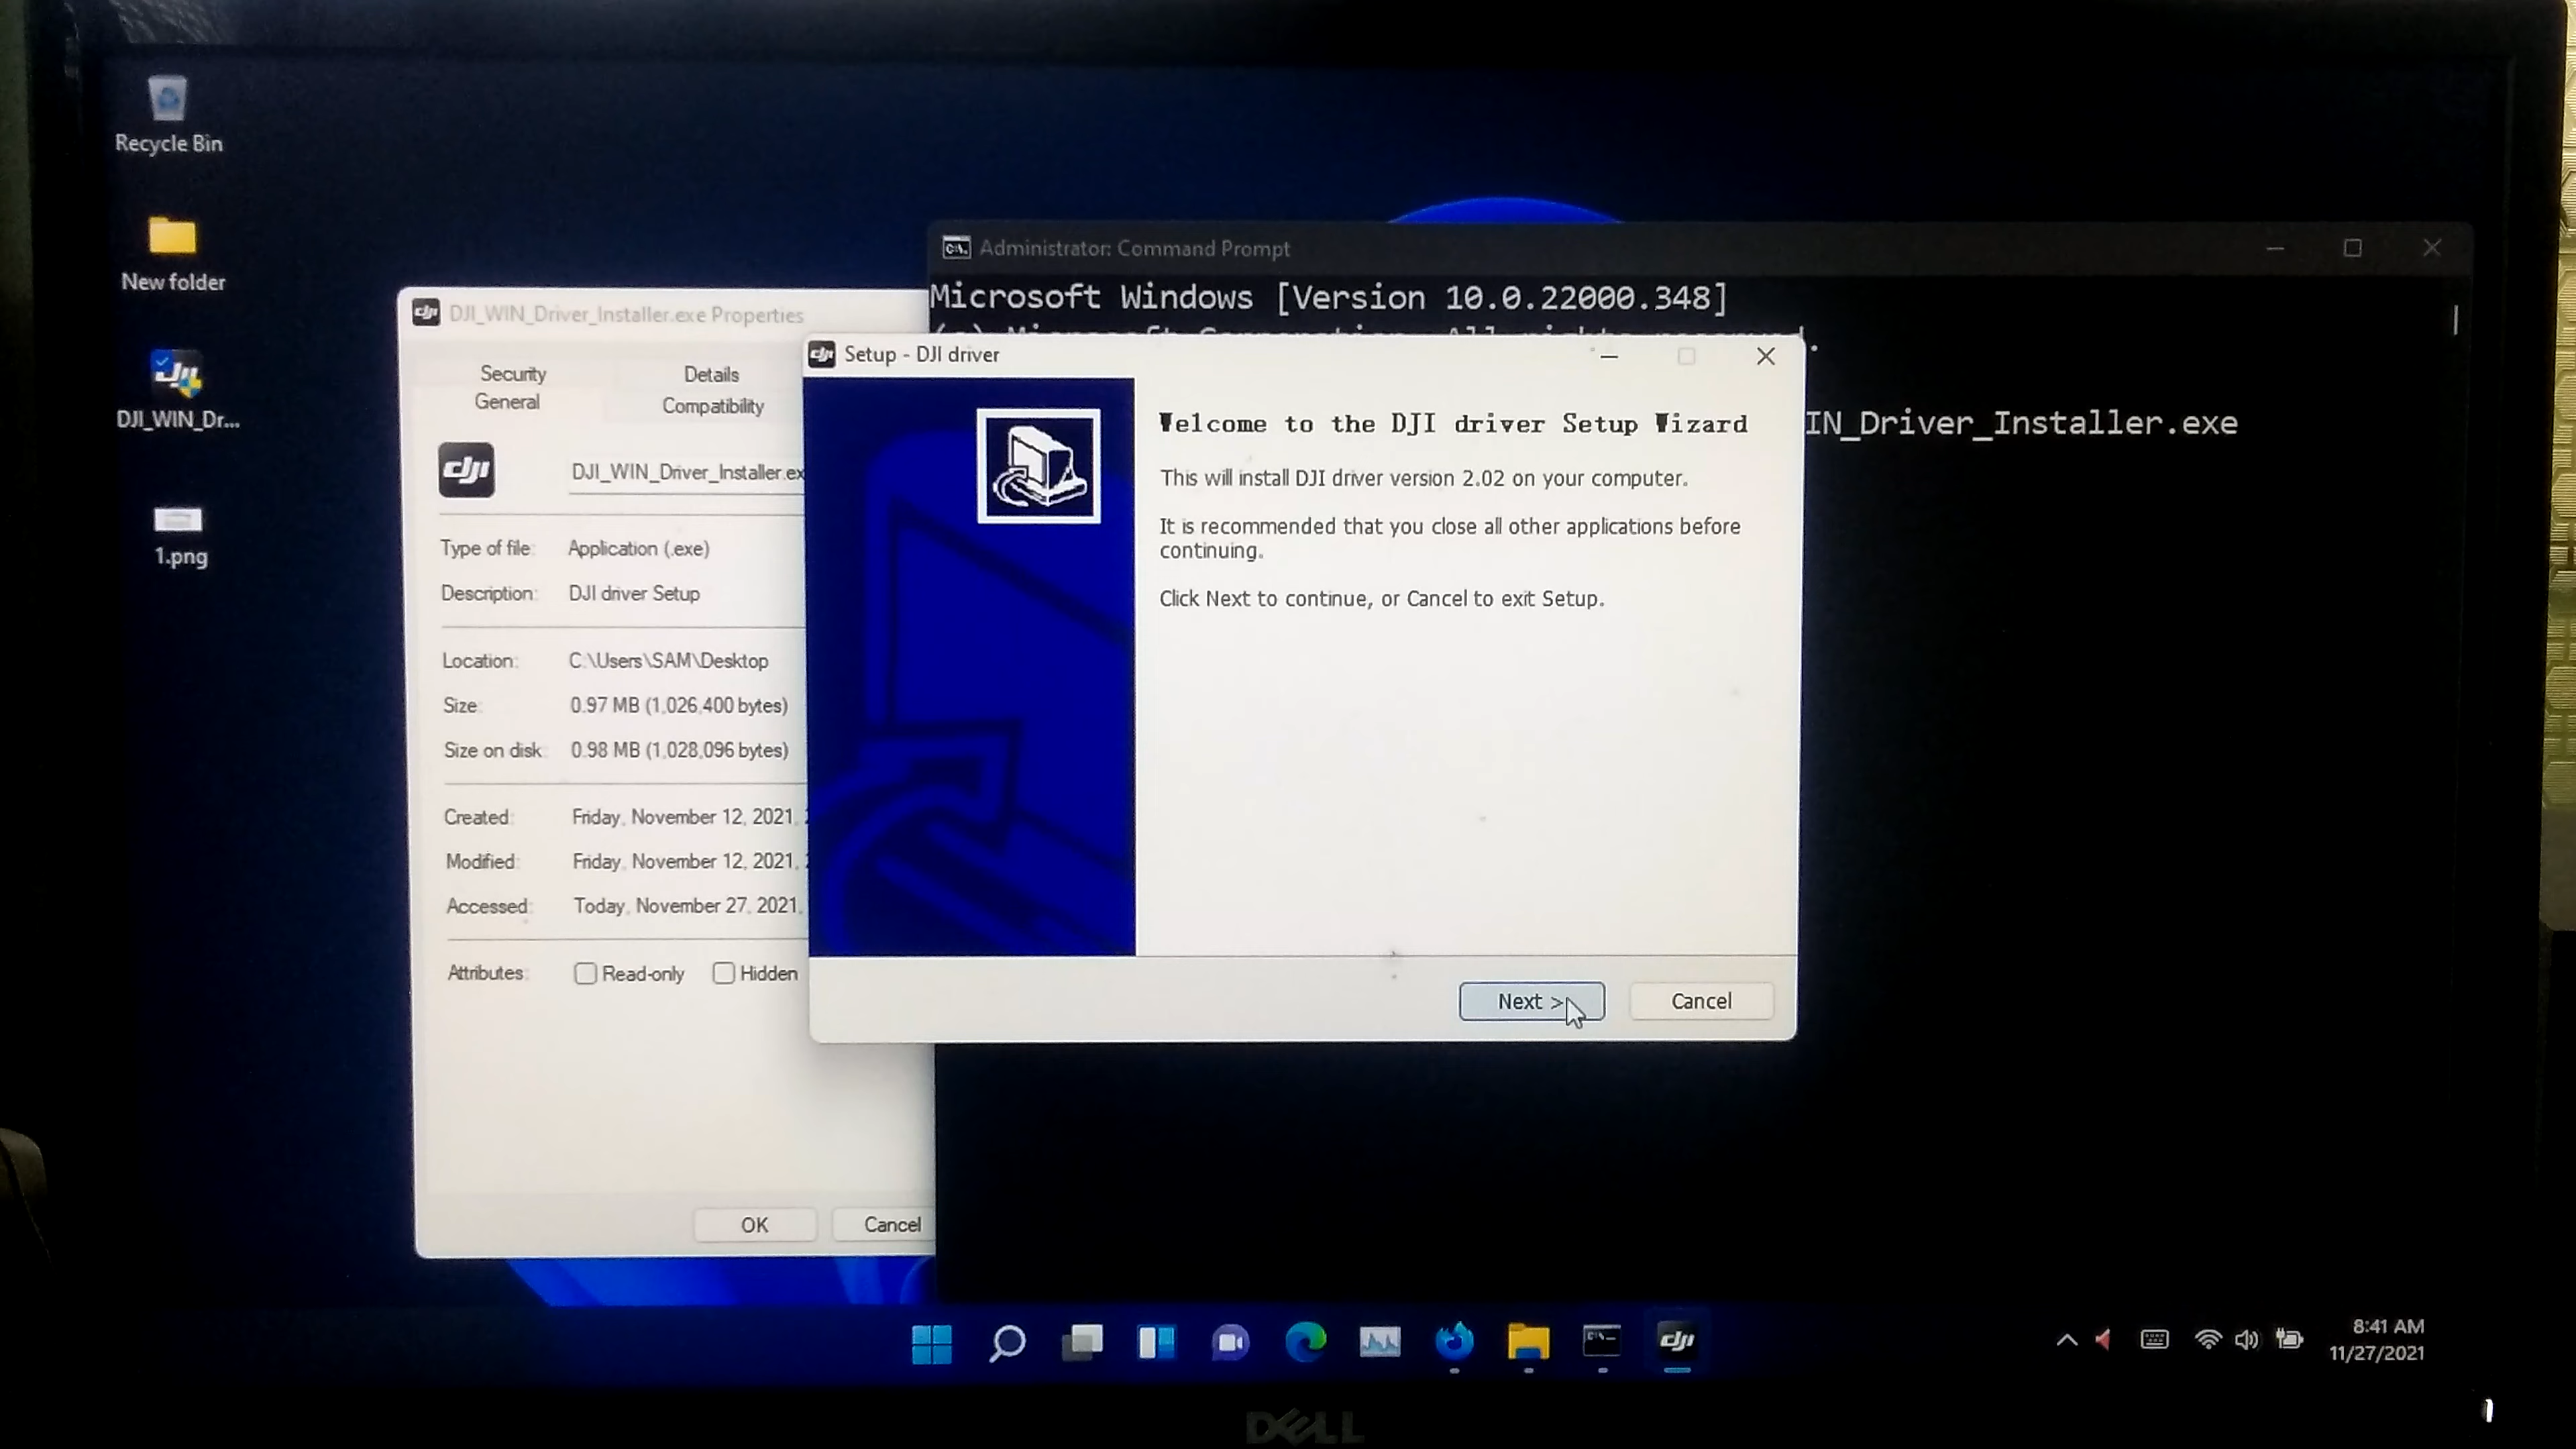 Recycle Bin
New folder
DJI_WIN_Dr...
1.png
DJI_WIN_Driver_Installer.exe Properties
Security
Details
General
Compatibility
dji
DJI_WIN_Driver_Installer.ex
Type of file: Application (.exe)
Description: DJI driver Setup
Location: C:\Users\SAM\Desktop
Size: 0.97 MB (1,026,400 bytes)
Size on disk: 0.98 MB (1,028,096 bytes)
Created: Friday, November 12, 2021,
Modified: Friday, November 12, 2021,
Accessed: Today, November 27, 2021,
Attributes: Read-only Hidden
OK
Cancel
Administrator: Command Prompt
Microsoft Windows [Version 10.0.22000.348]
IN_Driver_Installer.exe
Setup - DJI driver
Welcome to the DJI driver Setup Wizard
This will install DJI driver version 2.02 on your computer.
It is recommended that you close all other applications before
continuing.
Click Next to continue, or Cancel to exit Setup.
Next >
Cancel
dji
8:41 AM
11/27/2021
DELL